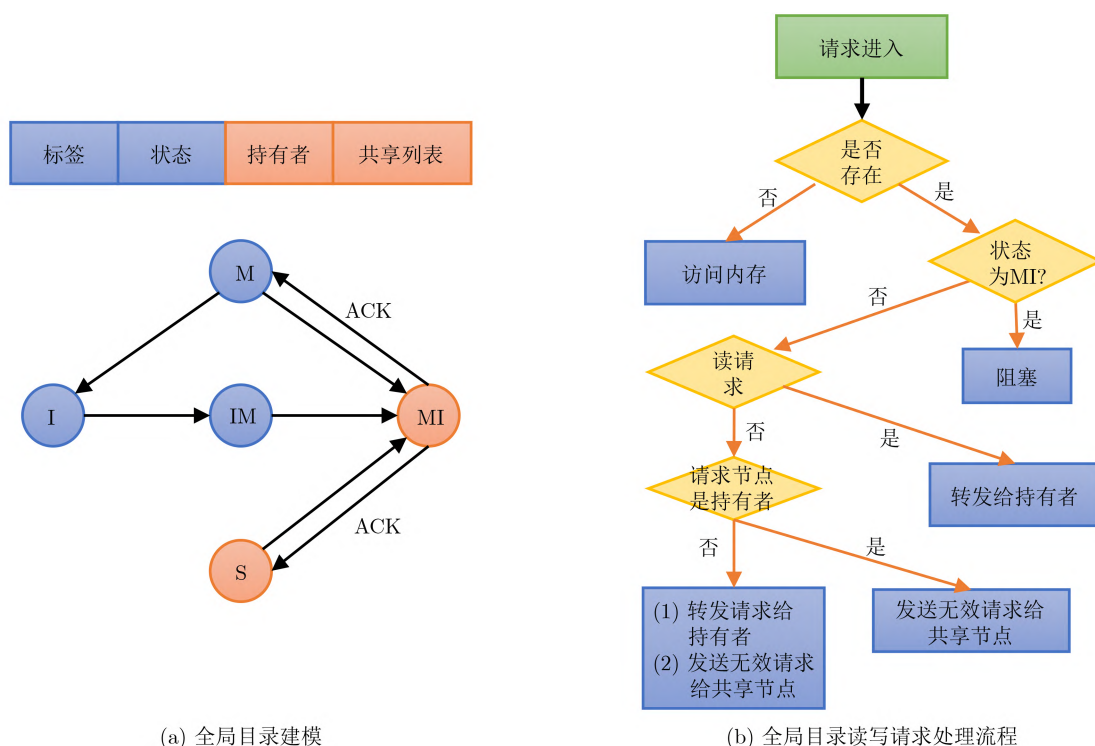 标签 状态 持有者 共享列表
M
ACK
I
IM
MI
ACK
S
(a) 全局目录建模
请求进入
是否
存在
否
是
访问内存
状态
为MI?
否
是
阻塞
读请
求
否
是
转发给持有者
请求节点
是持有者
否
是
(1) 转发请求给
持有者
(2) 发送无效请求
给共享节点
发送无效请求给
共享节点
(b) 全局目录读写请求处理流程